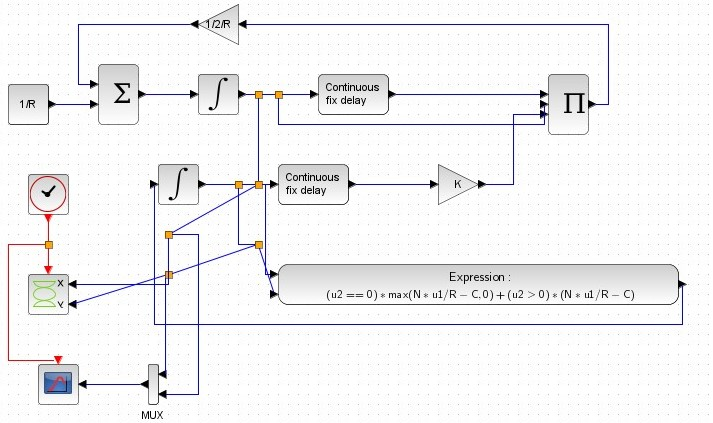 1/2/R
1/R
Σ
∫
Continuous
fix delay
Π
∫
Continuous
fix delay
K
X
Y
Expression :
(u2 == 0) * max(N * u1/R − C, 0) + (u2 > 0) * (N * u1/R − C)
MUX